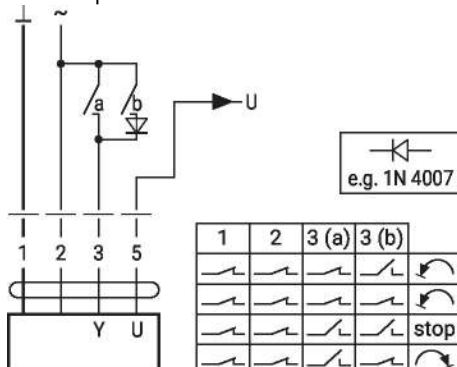 ⊥ ~
a b
U
e.g. 1N 4007
1 2 3 5
Y U
1 2 3 (a) 3 (b)
stop